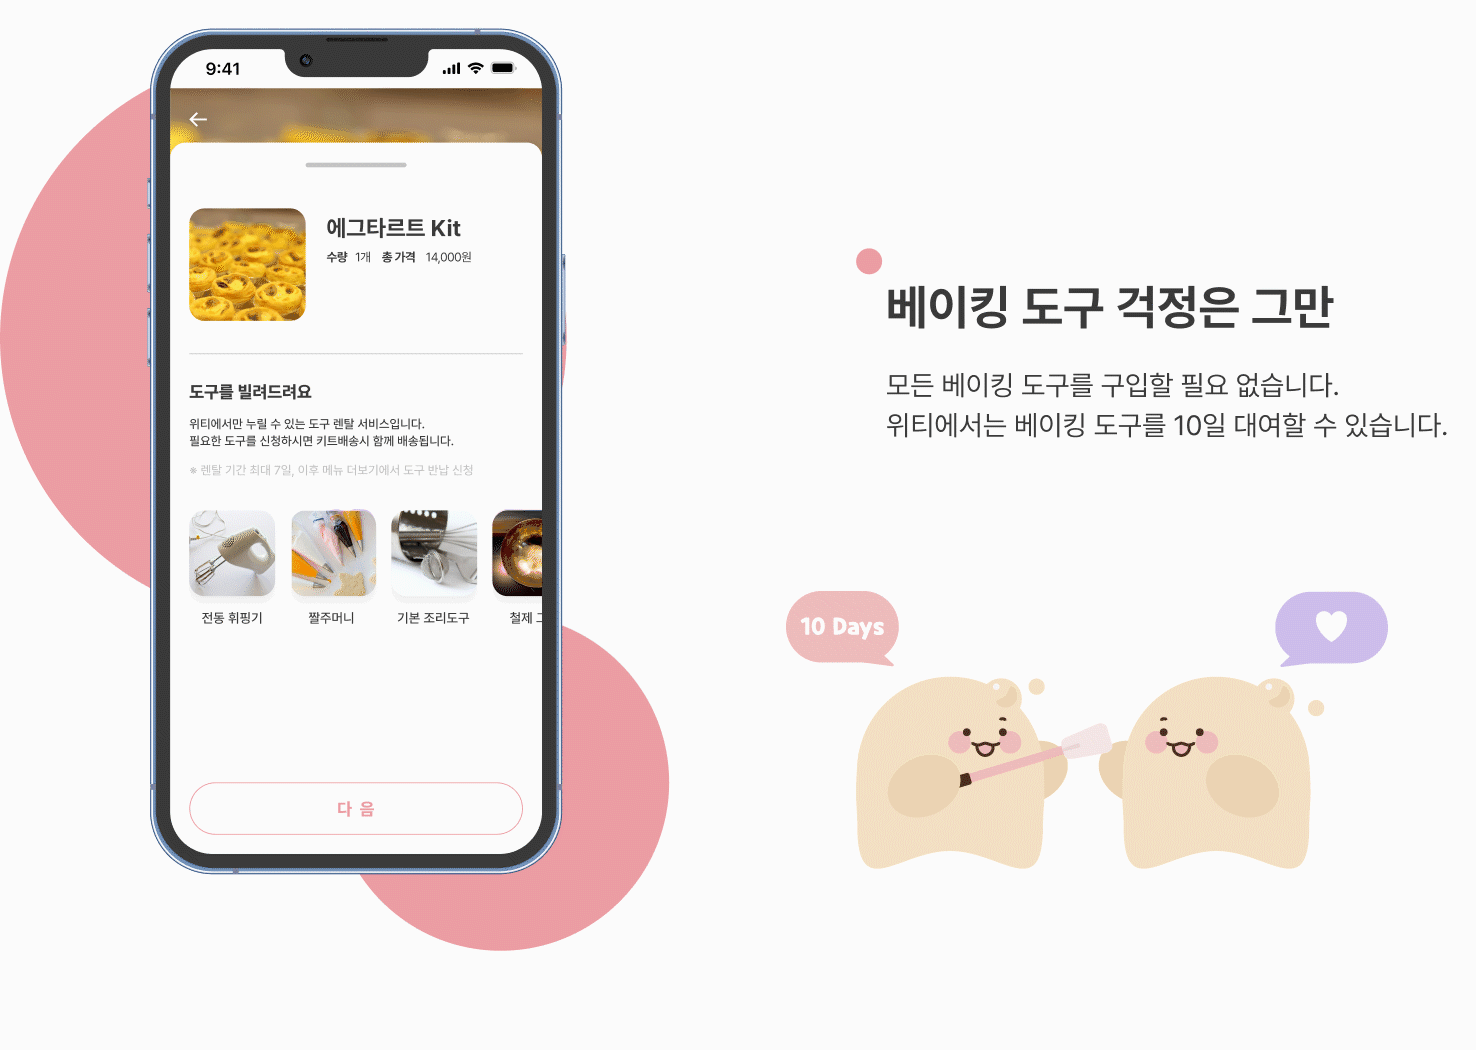 9:41
에그타르트 Kit
수량 1개 총 가격 14,000원
도구를 빌려드려요
위티에서만 누릴 수 있는 도구 렌탈 서비스입니다.
필요한 도구를 신청하시면 키트배송시 함께 배송됩니다.
※ 렌탈 기간 최대 7일, 이후 메뉴 더보기에서 도구 반납 신청
전동 휘핑기 짤주머니 기본 조리도구 철제
다 음
베이킹 도구 걱정은 그만
모든 베이킹 도구를 구입할 필요 없습니다.
위티에서는 베이킹 도구를 10일 대여할 수 있습니다.
10 Days